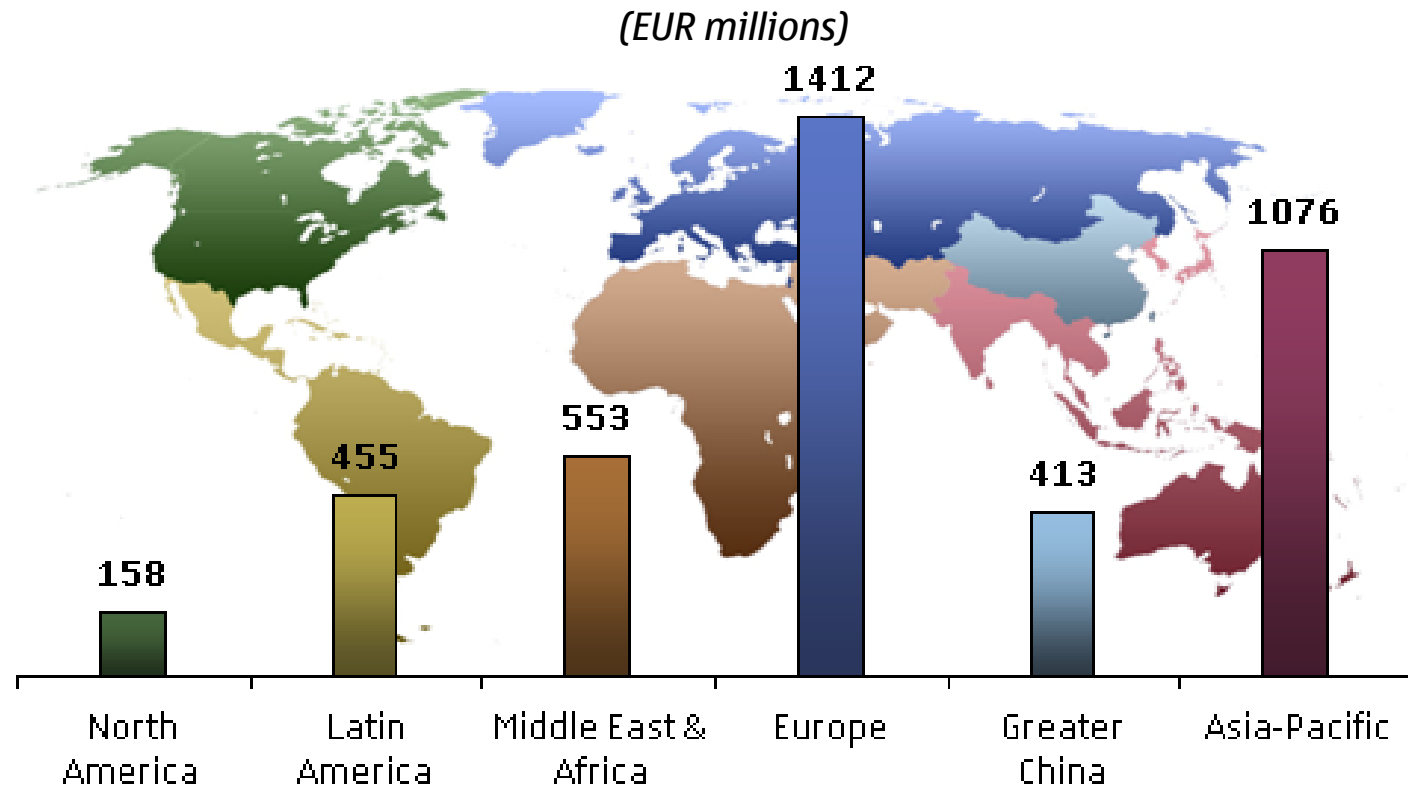 (EUR millions)
1412
1076
553
455
413
158
North
America
Latin
America
Middle East &
Africa
Europe
Greater
China
Asia-Pacific